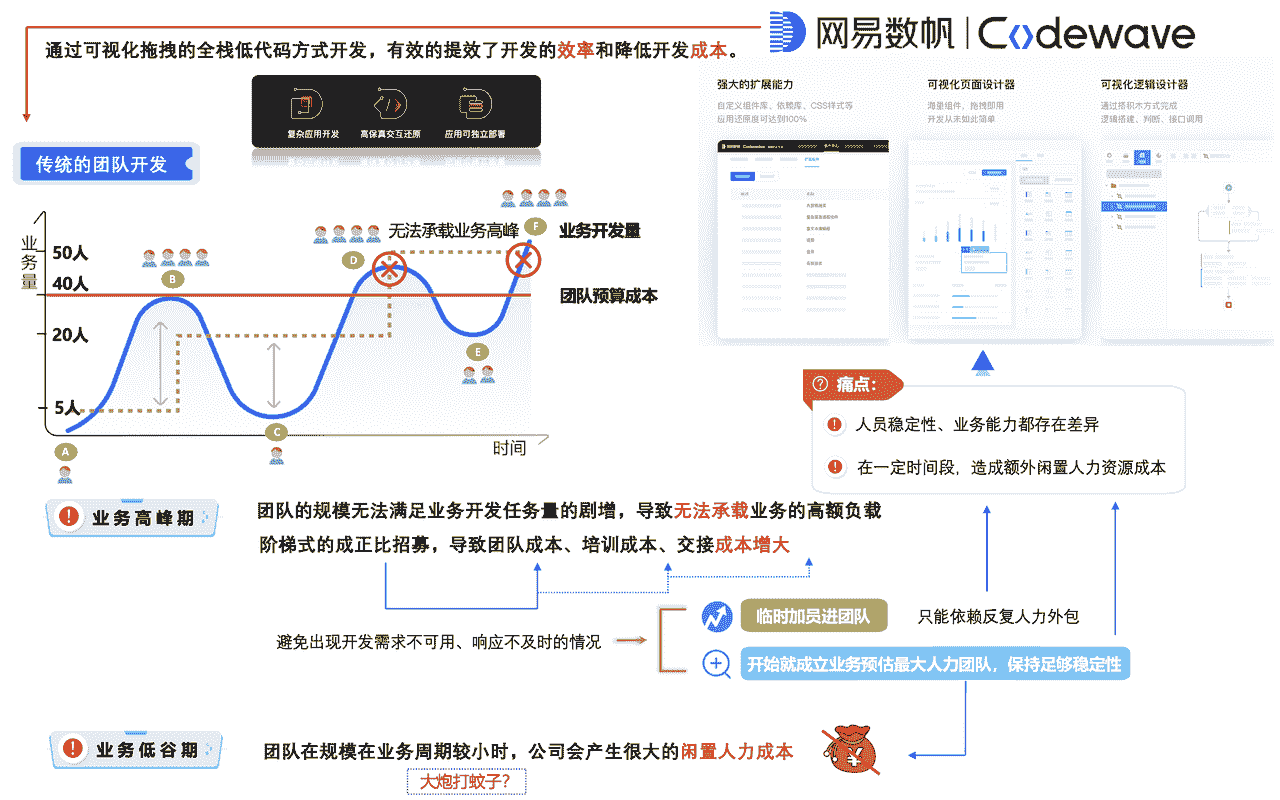 网易数帆 | Codewave
通过可视化拖拽的全栈低代码方式开发，有效的提效了开发的效率和降低开发成本。
复杂应用开发
高保真交互还原
应用可独立部署
强大的扩展能力
自定义组件库、依赖库、CSS样式等
应用还原度可达到100%
可视化页面设计器
海量组件，拖拽即用
开发从未如此简单
可视化逻辑设计器
通过搭积木方式完成
逻辑搭建、判断、接口调用
传统的团队开发
业务量
50人
40人
20人
5人
A
B
C
D
E
F
无法承载业务高峰
业务开发量
团队预算成本
时间
痛点：
人员稳定性、业务能力都存在差异
在一定时间段，造成额外闲置人力资源成本
业务高峰期
团队的规模无法满足业务开发任务量的剧增，导致无法承载业务的高额负载
阶梯式的成正比招募，导致团队成本、培训成本、交接成本增大
避免出现开发需求不可用、响应不及时的情况
临时加员进团队
只能依赖反复人力外包
开始就成立业务预估最大人力团队，保持足够稳定性
业务低谷期
团队在规模在业务周期较小时，公司会产生很大的闲置人力成本
大炮打蚊子？
¥